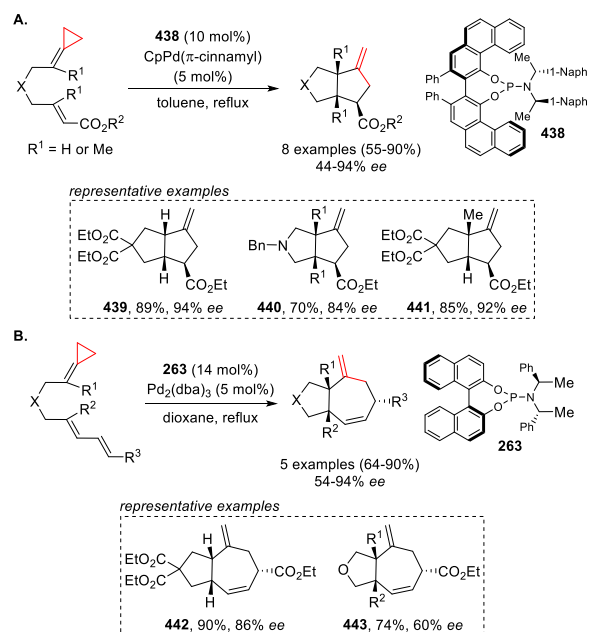 A.
438 (10 mol%)
CpPd(π-cinnamyl)
(5 mol%)
toluene, reflux
X
R¹
R¹
CO₂R²
R¹ = H or Me
X
R¹
R¹
CO₂R²
8 examples (55-90%)
44-94% ee
Ph
Ph
O
O
P
N
Me
1-Naph
1-Naph
Me
438
representative examples
EtO₂C
EtO₂C
H
H
CO₂Et
439, 89%, 94% ee
BnN
R¹
R¹
CO₂Et
440, 70%, 84% ee
EtO₂C
EtO₂C
Me
H
CO₂Et
441, 85%, 92% ee
B.
263 (14 mol%)
Pd₂(dba)₃ (5 mol%)
dioxane, reflux
X
R¹
R²
R³
X
R¹
R²
R³
5 examples (64-90%)
54-94% ee
O
O
P-N
Ph
Me
Me
Ph
263
representative examples
EtO₂C
EtO₂C
H
H
CO₂Et
442, 90%, 86% ee
O
R¹
R²
CO₂Et
443, 74%, 60% ee